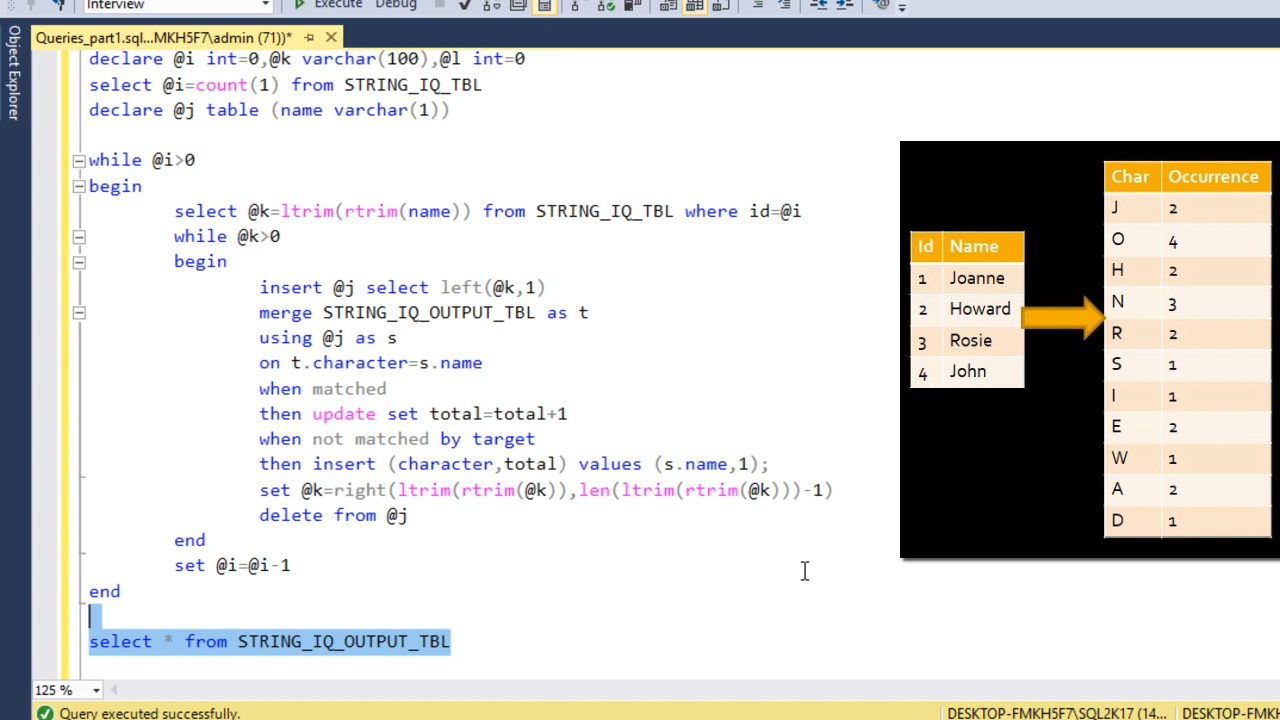 Interview
Execute Debug
Queries_part1.sql...MKH5F7\admin (71))*
Object Explorer
declare @i int=0,@k varchar(100),@l int=0
select @i=count(1) from STRING_IQ_TBL
declare @j table (name varchar(1))
while @i>0
begin
select @k=ltrim(rtrim(name)) from STRING_IQ_TBL where id=@i
while @k>0
begin
insert @j select left(@k,1)
merge STRING_IQ_OUTPUT_TBL as t
using @j as s
on t.character=s.name
when matched
then update set total=total+1
when not matched by target
then insert (character,total) values (s.name,1);
set @k=right(ltrim(rtrim(@k)),len(ltrim(rtrim(@k)))-1)
delete from @j
end
set @i=@i-1
end
select * from STRING_IQ_OUTPUT_TBL
Id Name
1 Joanne
2 Howard
3 Rosie
4 John
Char Occurrence
J 2
O 4
H 2
N 3
R 2
S 1
I 1
E 2
W 1
A 2
D 1
125 %
Query executed successfully.
DESKTOP-FMKH5F7\SQL2K17 (14...
DESKTOP-FMKH